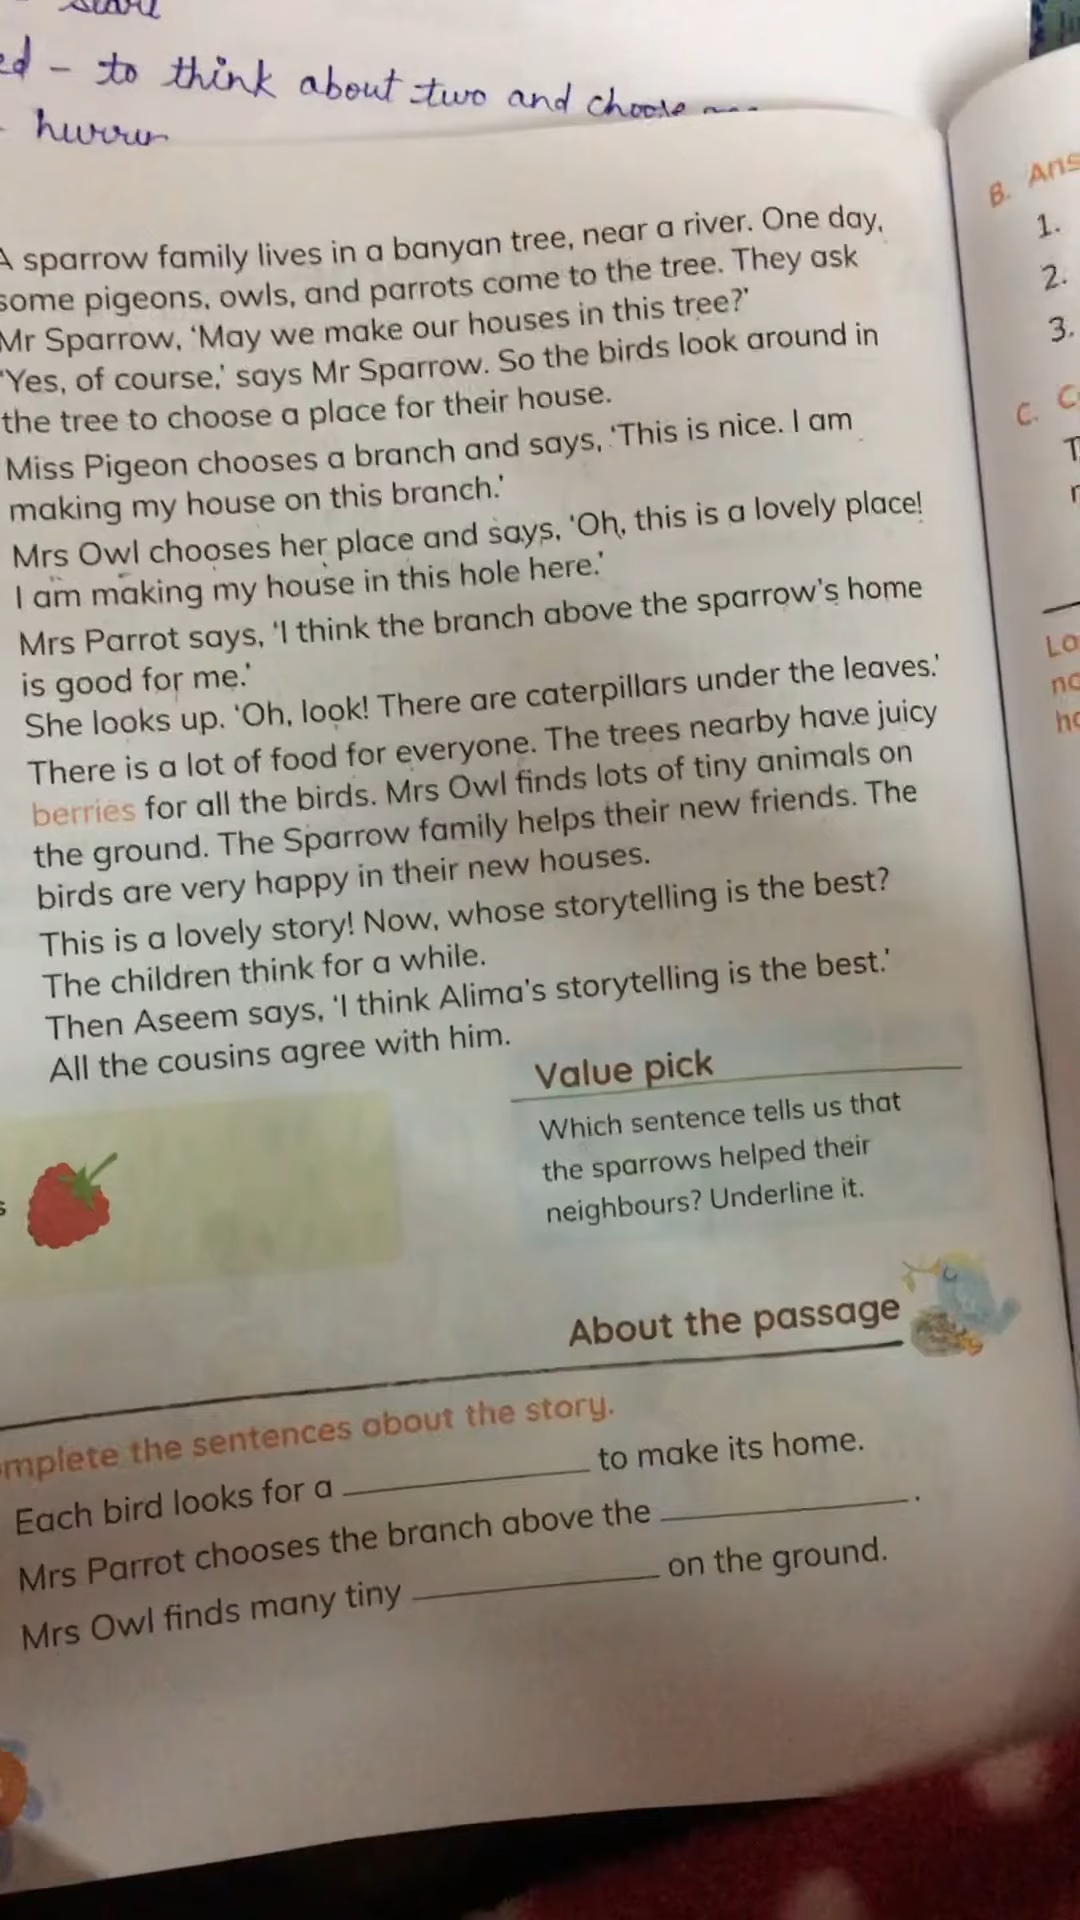 ed - to think about two and choose
- hurry
A sparrow family lives in a banyan tree, near a river. One day,
some pigeons, owls, and parrots come to the tree. They ask
Mr Sparrow, ‘May we make our houses in this tree?’
‘Yes, of course,’ says Mr Sparrow. So the birds look around in
the tree to choose a place for their house.
Miss Pigeon chooses a branch and says, ‘This is nice. I am
making my house on this branch.’
Mrs Owl chooses her place and says, ‘Oh, this is a lovely place!
I am making my house in this hole here.’
Mrs Parrot says, ‘I think the branch above the sparrow’s home
is good for me.’
She looks up. ‘Oh, look! There are caterpillars under the leaves.’
There is a lot of food for everyone. The trees nearby have juicy
berries for all the birds. Mrs Owl finds lots of tiny animals on
the ground. The Sparrow family helps their new friends. The
birds are very happy in their new houses.
This is a lovely story! Now, whose storytelling is the best?
The children think for a while.
Then Aseem says, ‘I think Alima’s storytelling is the best.’
All the cousins agree with him.
Value pick
Which sentence tells us that
the sparrows helped their
neighbours? Underline it.
s
About the passage
mplete the sentences about the story.
Each bird looks for a ____________ to make its home.
Mrs Parrot chooses the branch above the ____________.
Mrs Owl finds many tiny ____________ on the ground.
B. Ans
1.
2.
3.
C. C
T
r
Lo
no
ho